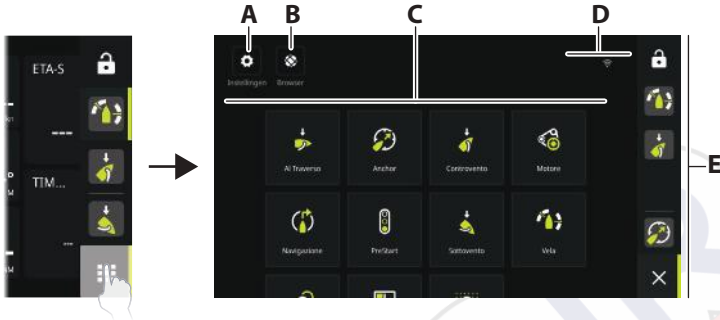 A B C D
ETA-S
---
TIM...
---
Instellingen Browser
E
Al Traverso Anchor Controvento Motore
Navigazione PreStart Sottovento Vela